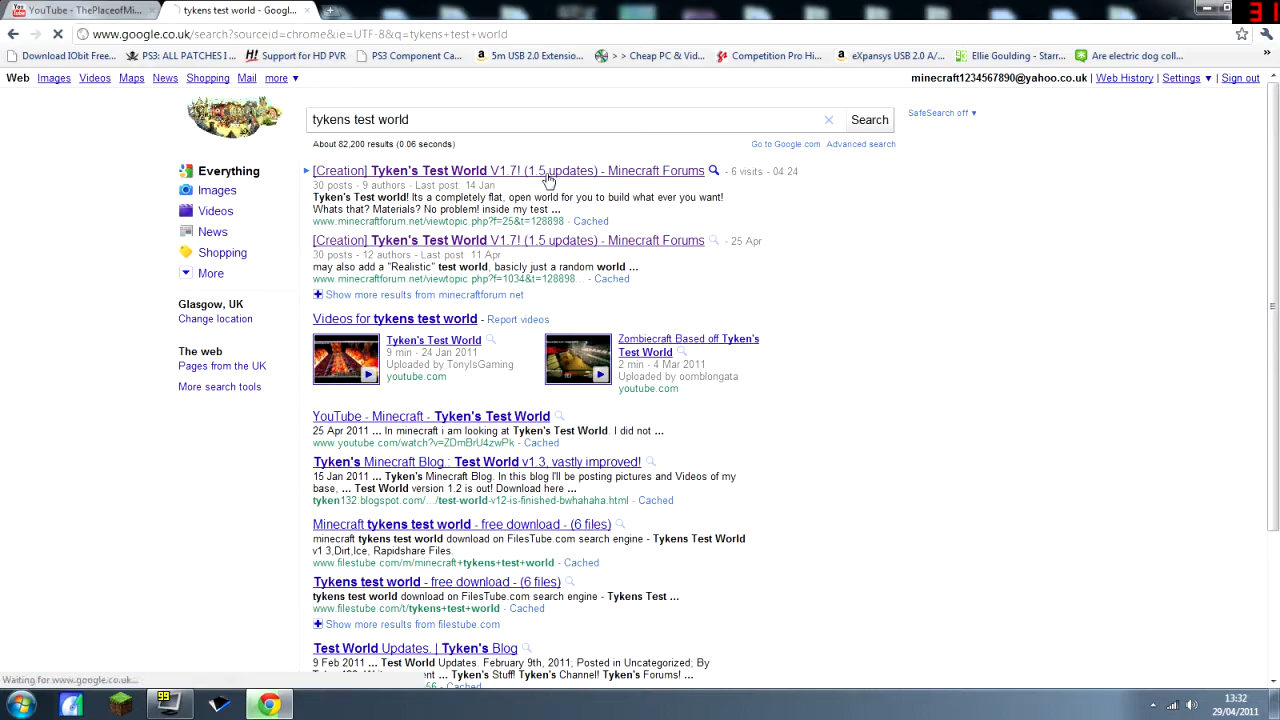 YouTube - ThePlaceofMi...
tykens test world - Googl...
31
www.google.co.uk/search?sourceid=chrome&ie=UTF-8&q=tykens+test+world
Download IObit Free... PS3: ALL PATCHES I ... Support for HD PVR PS3 Component Ca... 5m USB 2.0 Extensio... > > Cheap PC & Vid... Competition Pro Hi... eXpansys USB 2.0 A/... Ellie Goulding - Starr... Are electric dog coll... »
Web Images Videos Maps News Shopping Mail more ▼ minecraft1234567890@yahoo.co.uk | Web History | Settings ▼ | Sign out
tykens test world
Search
SafeSearch off ▼
About 82,200 results (0.06 seconds)
Go to Google.com Advanced search
Everything
Images
Videos
News
Shopping
More
Glasgow, UK
Change location
The web
Pages from the UK
More search tools
[Creation] Tyken's Test World V1.7! (1.5 updates) - Minecraft Forums - 6 visits - 04:24
30 posts - 9 authors - Last post: 14 Jan
Tyken's Test world! Its a completely flat, open world for you to build what ever you want!
Whats that? Materials? No problem! inside my test ...
www.minecraftforum.net/viewtopic.php?f=25&t=128898 - Cached
[Creation] Tyken's Test World V1.7! (1.5 updates) - Minecraft Forums - 25 Apr
30 posts - 12 authors - Last post: 11 Apr
may also add a "Realistic" test world, basicly just a random world ...
www.minecraftforum.net/viewtopic.php?f=1034&t=128898... - Cached
Show more results from minecraftforum.net
Videos for tykens test world - Report videos
Tyken's Test World
9 min - 24 Jan 2011
Uploaded by TonyIsGaming
youtube.com
Zombiecraft Based off Tyken's
Test World
2 min - 4 Mar 2011
Uploaded by oomblongata
youtube.com
YouTube - Minecraft - Tyken's Test World
25 Apr 2011 ... In minecraft i am looking at Tyken's Test World. I did not ...
www.youtube.com/watch?v=ZDmBrU4zwPk - Cached
Tyken's Minecraft Blog.: Test World v1.3, vastly improved!
15 Jan 2011 ... Tyken's Minecraft Blog. In this blog I'll be posting pictures and Videos of my
base, ... Test World version 1.2 is out! Download here ...
tyken132.blogspot.com/.../test-world-v12-is-finished-bwhahaha.html - Cached
Minecraft tykens test world - free download - (6 files)
minecraft tykens test world download on FilesTube.com search engine - Tykens Test World
v1 3,Dirt,Ice, Rapidshare Files.
www.filestube.com/m/minecraft+tykens+test+world - Cached
Tykens test world - free download - (6 files)
tykens test world download on FilesTube.com search engine - Tykens Test ...
www.filestube.com/t/tykens+test+world - Cached
Show more results from filestube.com
Test World Updates. | Tyken's Blog
9 Feb 2011 ... Test World Updates. February 9th, 2011; Posted in Uncategorized; By
... Tyken's Stuff! Tyken's Channel! Tyken's Forums! ...
56 - Cached
Waiting for www.google.co.uk...
99
13:32
29/04/2011